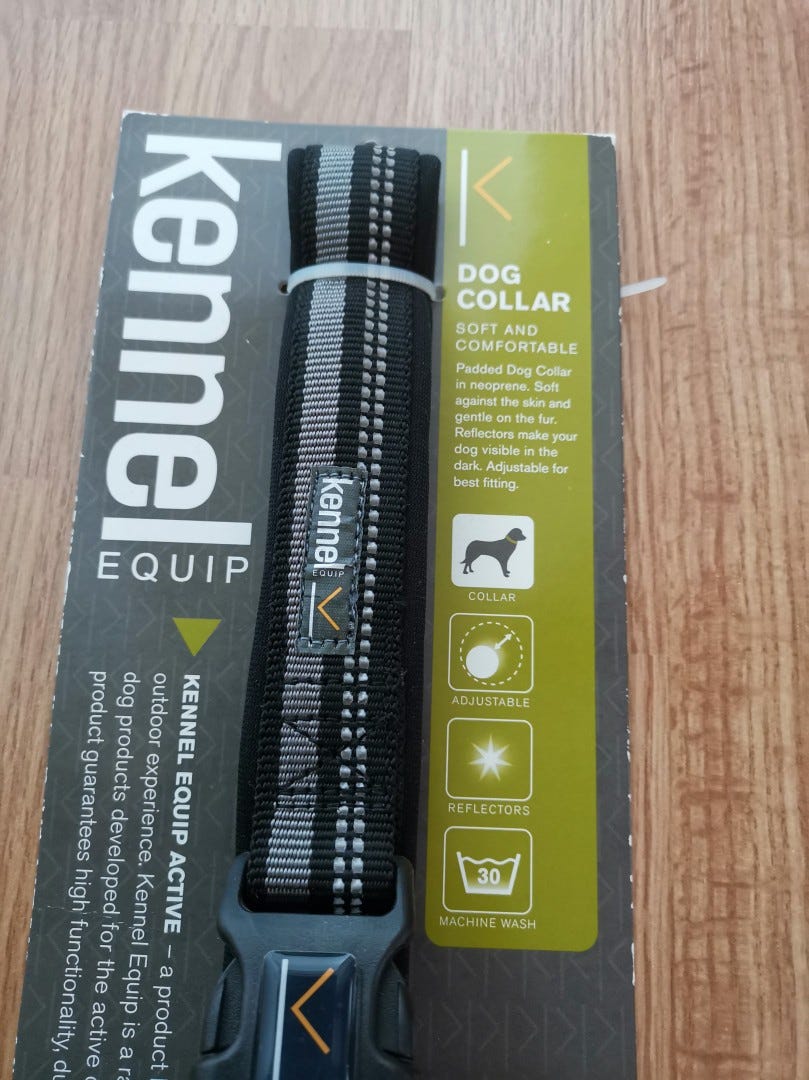 kennel
EQUIP
KENNEL EQUIP ACTIVE – a product
outdoor experience. Kennel Equip is a
dog products developed for the active
product guarantees high functionality,
kennel
EQUIP
DOG
COLLAR
SOFT AND
COMFORTABLE
Padded Dog Collar
in neoprene. Soft
against the skin and
gentle on the fur.
Reflectors make your
dog visible in the
dark. Adjustable for
best fitting.
COLLAR
ADJUSTABLE
REFLECTORS
30
MACHINE WASH